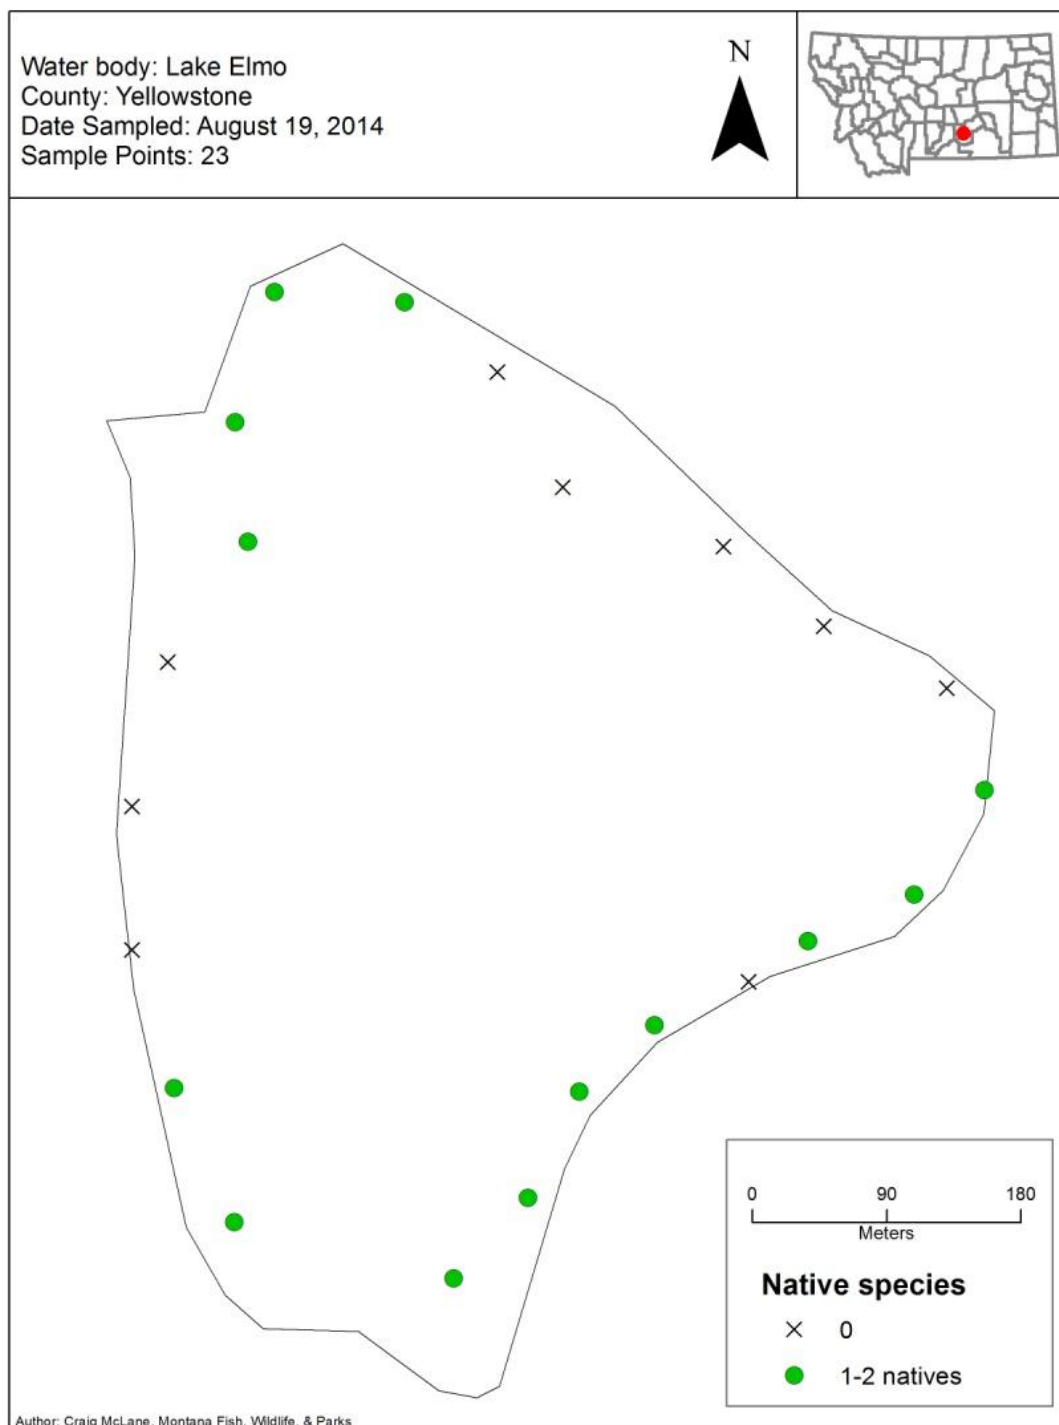 Water body: Lake Elmo
County: Yellowstone
Date Sampled: August 19, 2014
Sample Points: 23
N
0 90 180
Meters
Native species
0
1-2 natives
Author: Craig McLane, Montana Fish, Wildlife, & Parks